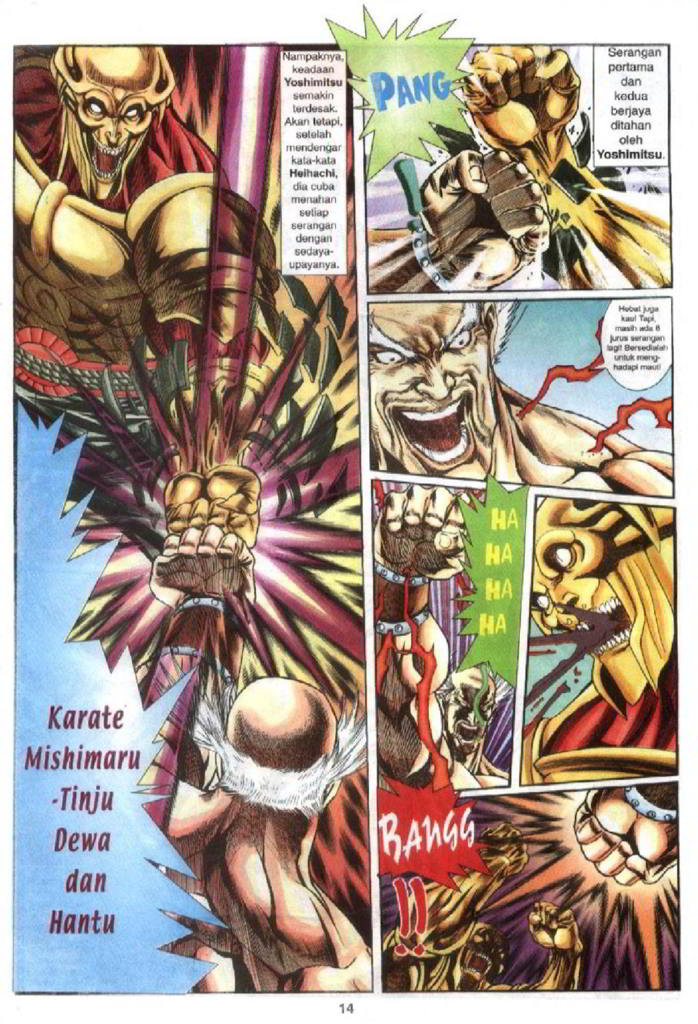 Nampaknya,
keadaan
Yoshimitsu
semakin
terdesak.
Akan tetapi,
setelah
mendengar
kata-kata
Heihachi,
dia cuba
menahan
setiap
serangan
dengan
sedaya-
upayanya.
Karate
Mishimaru
-Tinju
Dewa
dan
Hantu
PANG
Serangan
pertama
dan
kedua
berjaya
ditahan
oleh
Yoshimitsu.
Hebat juga
kau! Tapi,
masih ada 8
jurus serangan
lagi! Bersedialah
untuk meng-
hadapi maut!
HA
HA
HA
HA
BANGG
!!
14